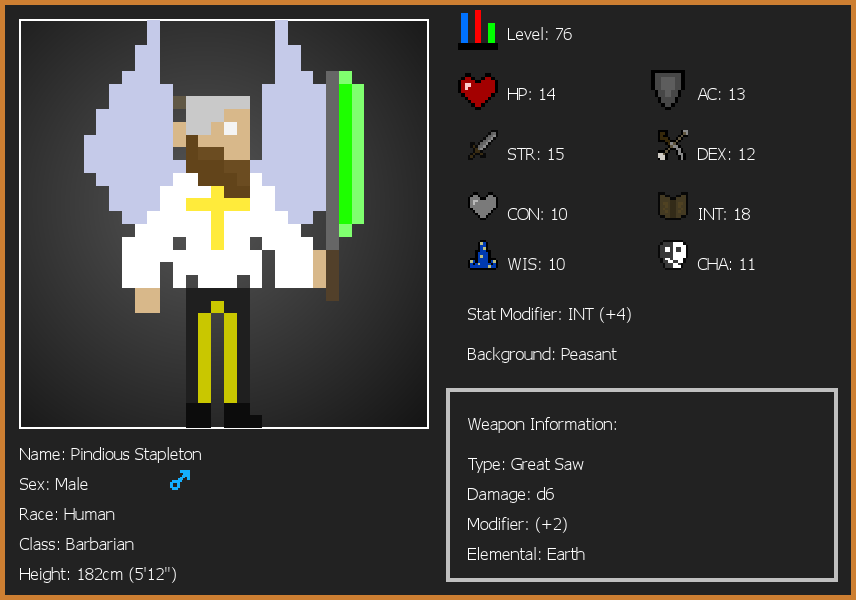 Level: 76
HP: 14
AC: 13
STR: 15
DEX: 12
CON: 10
INT: 18
WIS: 10
CHA: 11
Stat Modifier: INT (+4)
Background: Peasant
Weapon Information:
Type: Great Saw
Damage: d6
Modifier: (+2)
Elemental: Earth
Name: Pindious Stapleton
Sex: Male
Race: Human
Class: Barbarian
Height: 182cm (5'12")